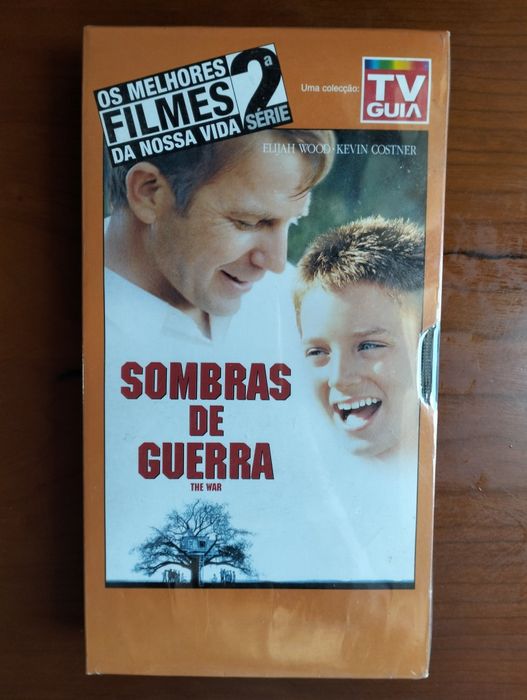 OS MELHORES
FILMES
DA NOSSA VIDA
2ª
SÉRIE
Uma colecção:
TV
GUIA
ELIJAH WOOD · KEVIN COSTNER
SOMBRAS
DE
GUERRA
THE WAR